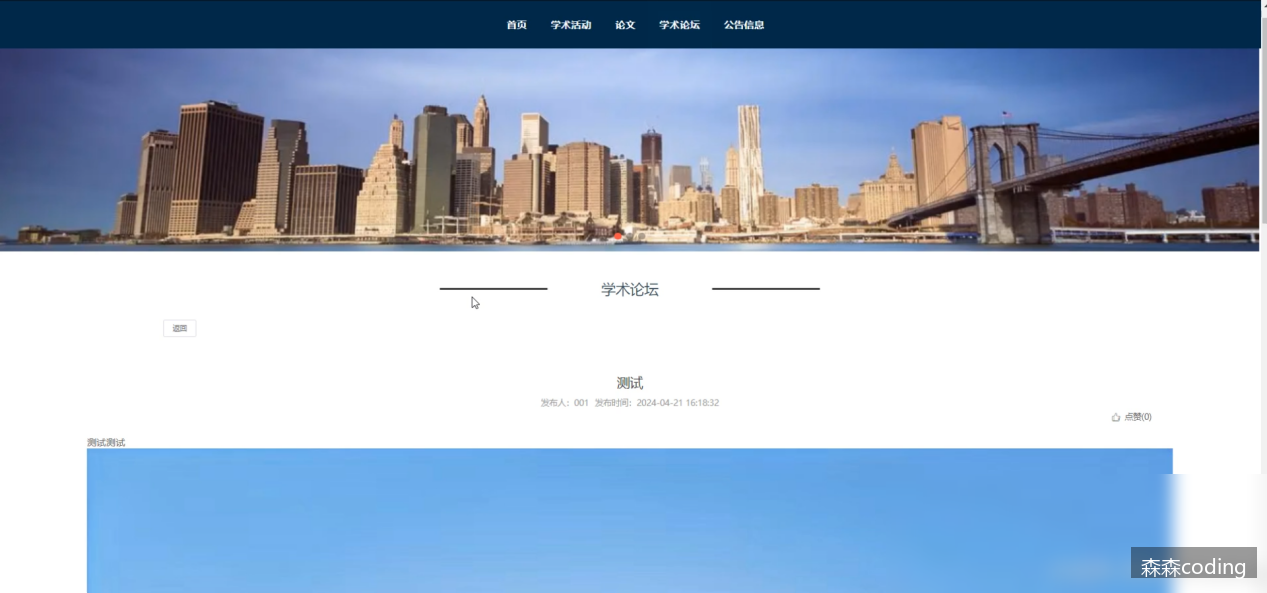 首页 学术活动 论文 学术论坛 公告信息
学术论坛
返回
测试
发布人：001 发布时间：2024-04-21 16:18:32
点赞(0)
测试测试
森森coding